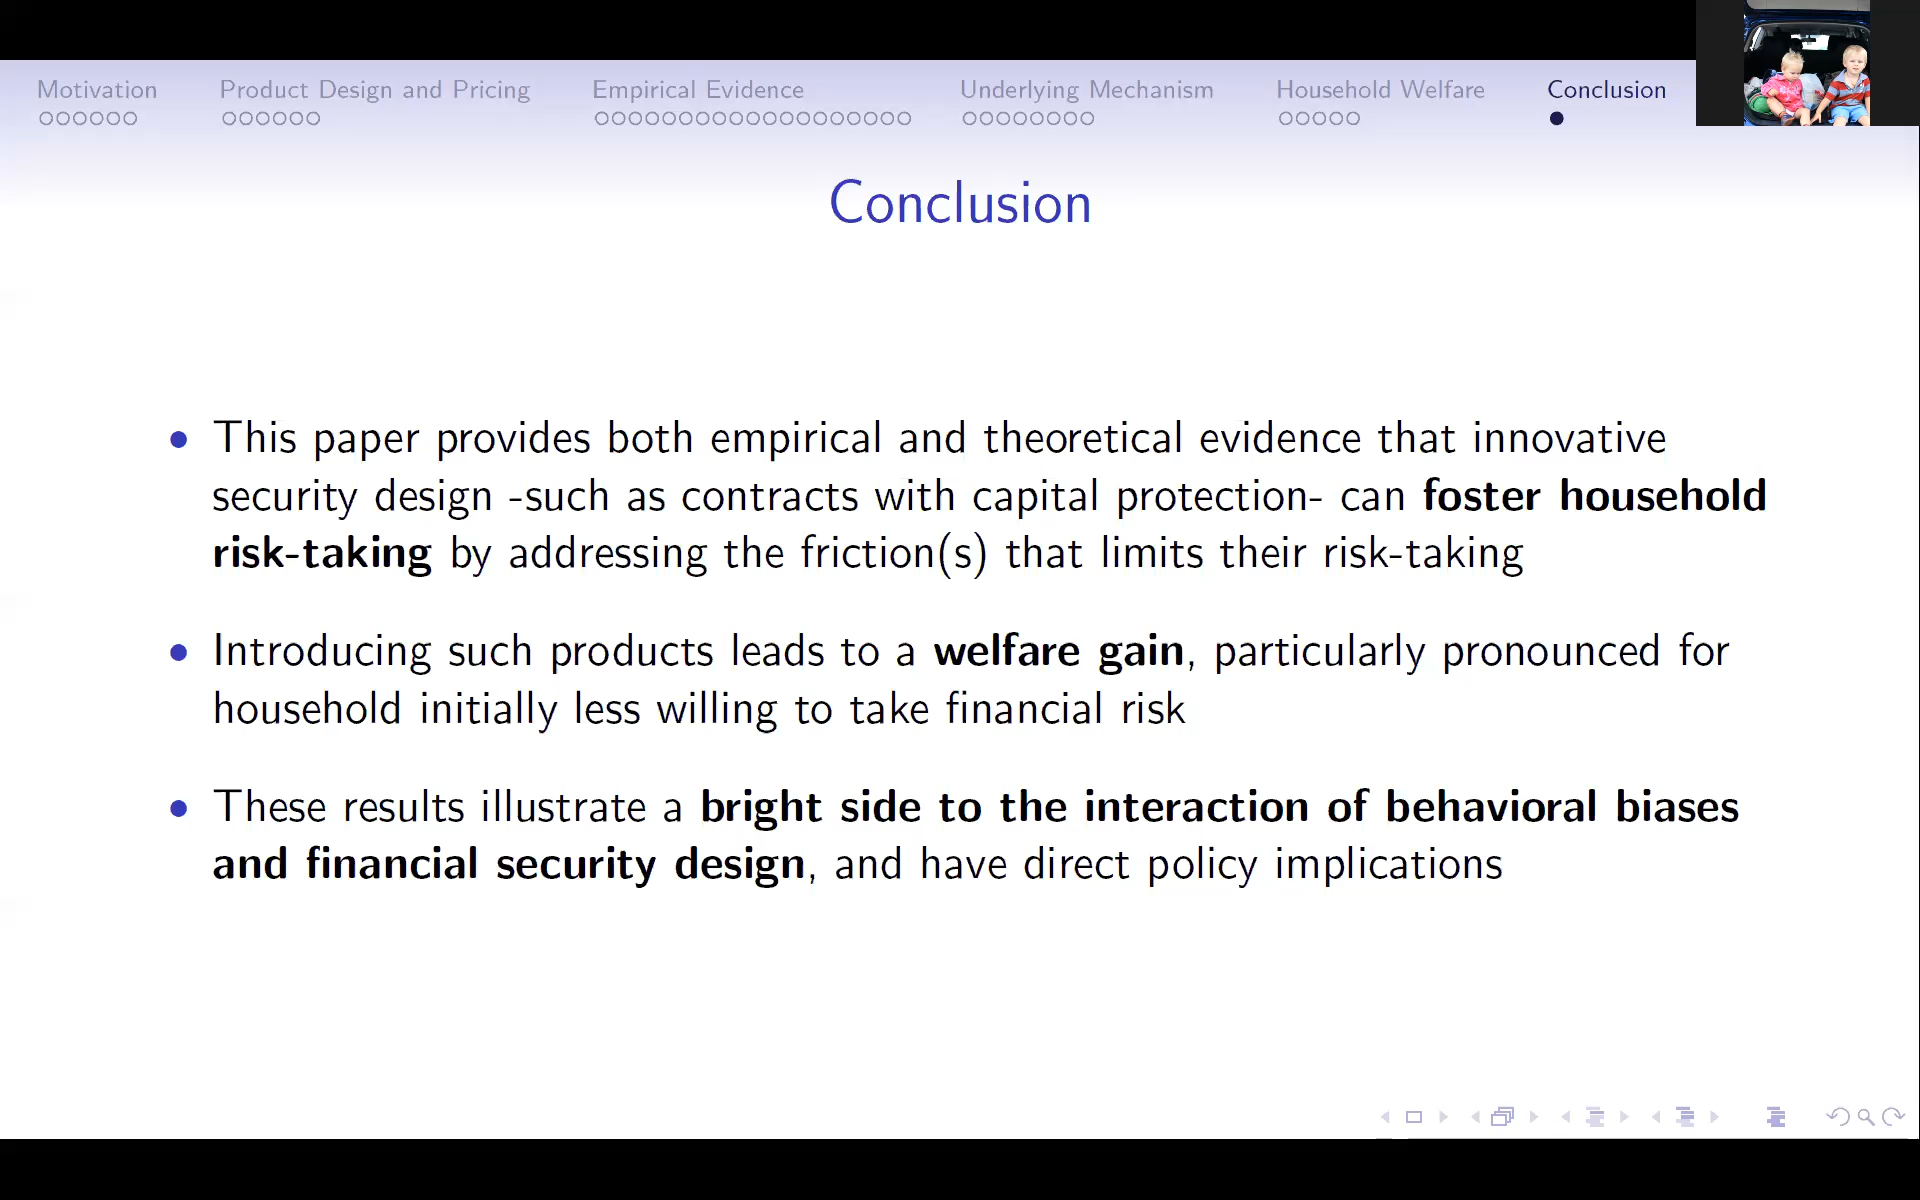 Motivation
Product Design and Pricing
Empirical Evidence
Underlying Mechanism
Household Welfare
Conclusion
Conclusion
This paper provides both empirical and theoretical evidence that innovative
security design -such as contracts with capital protection- can foster household
risk-taking by addressing the friction(s) that limits their risk-taking
Introducing such products leads to a welfare gain, particularly pronounced for
household initially less willing to take financial risk
These results illustrate a bright side to the interaction of behavioral biases
and financial security design, and have direct policy implications